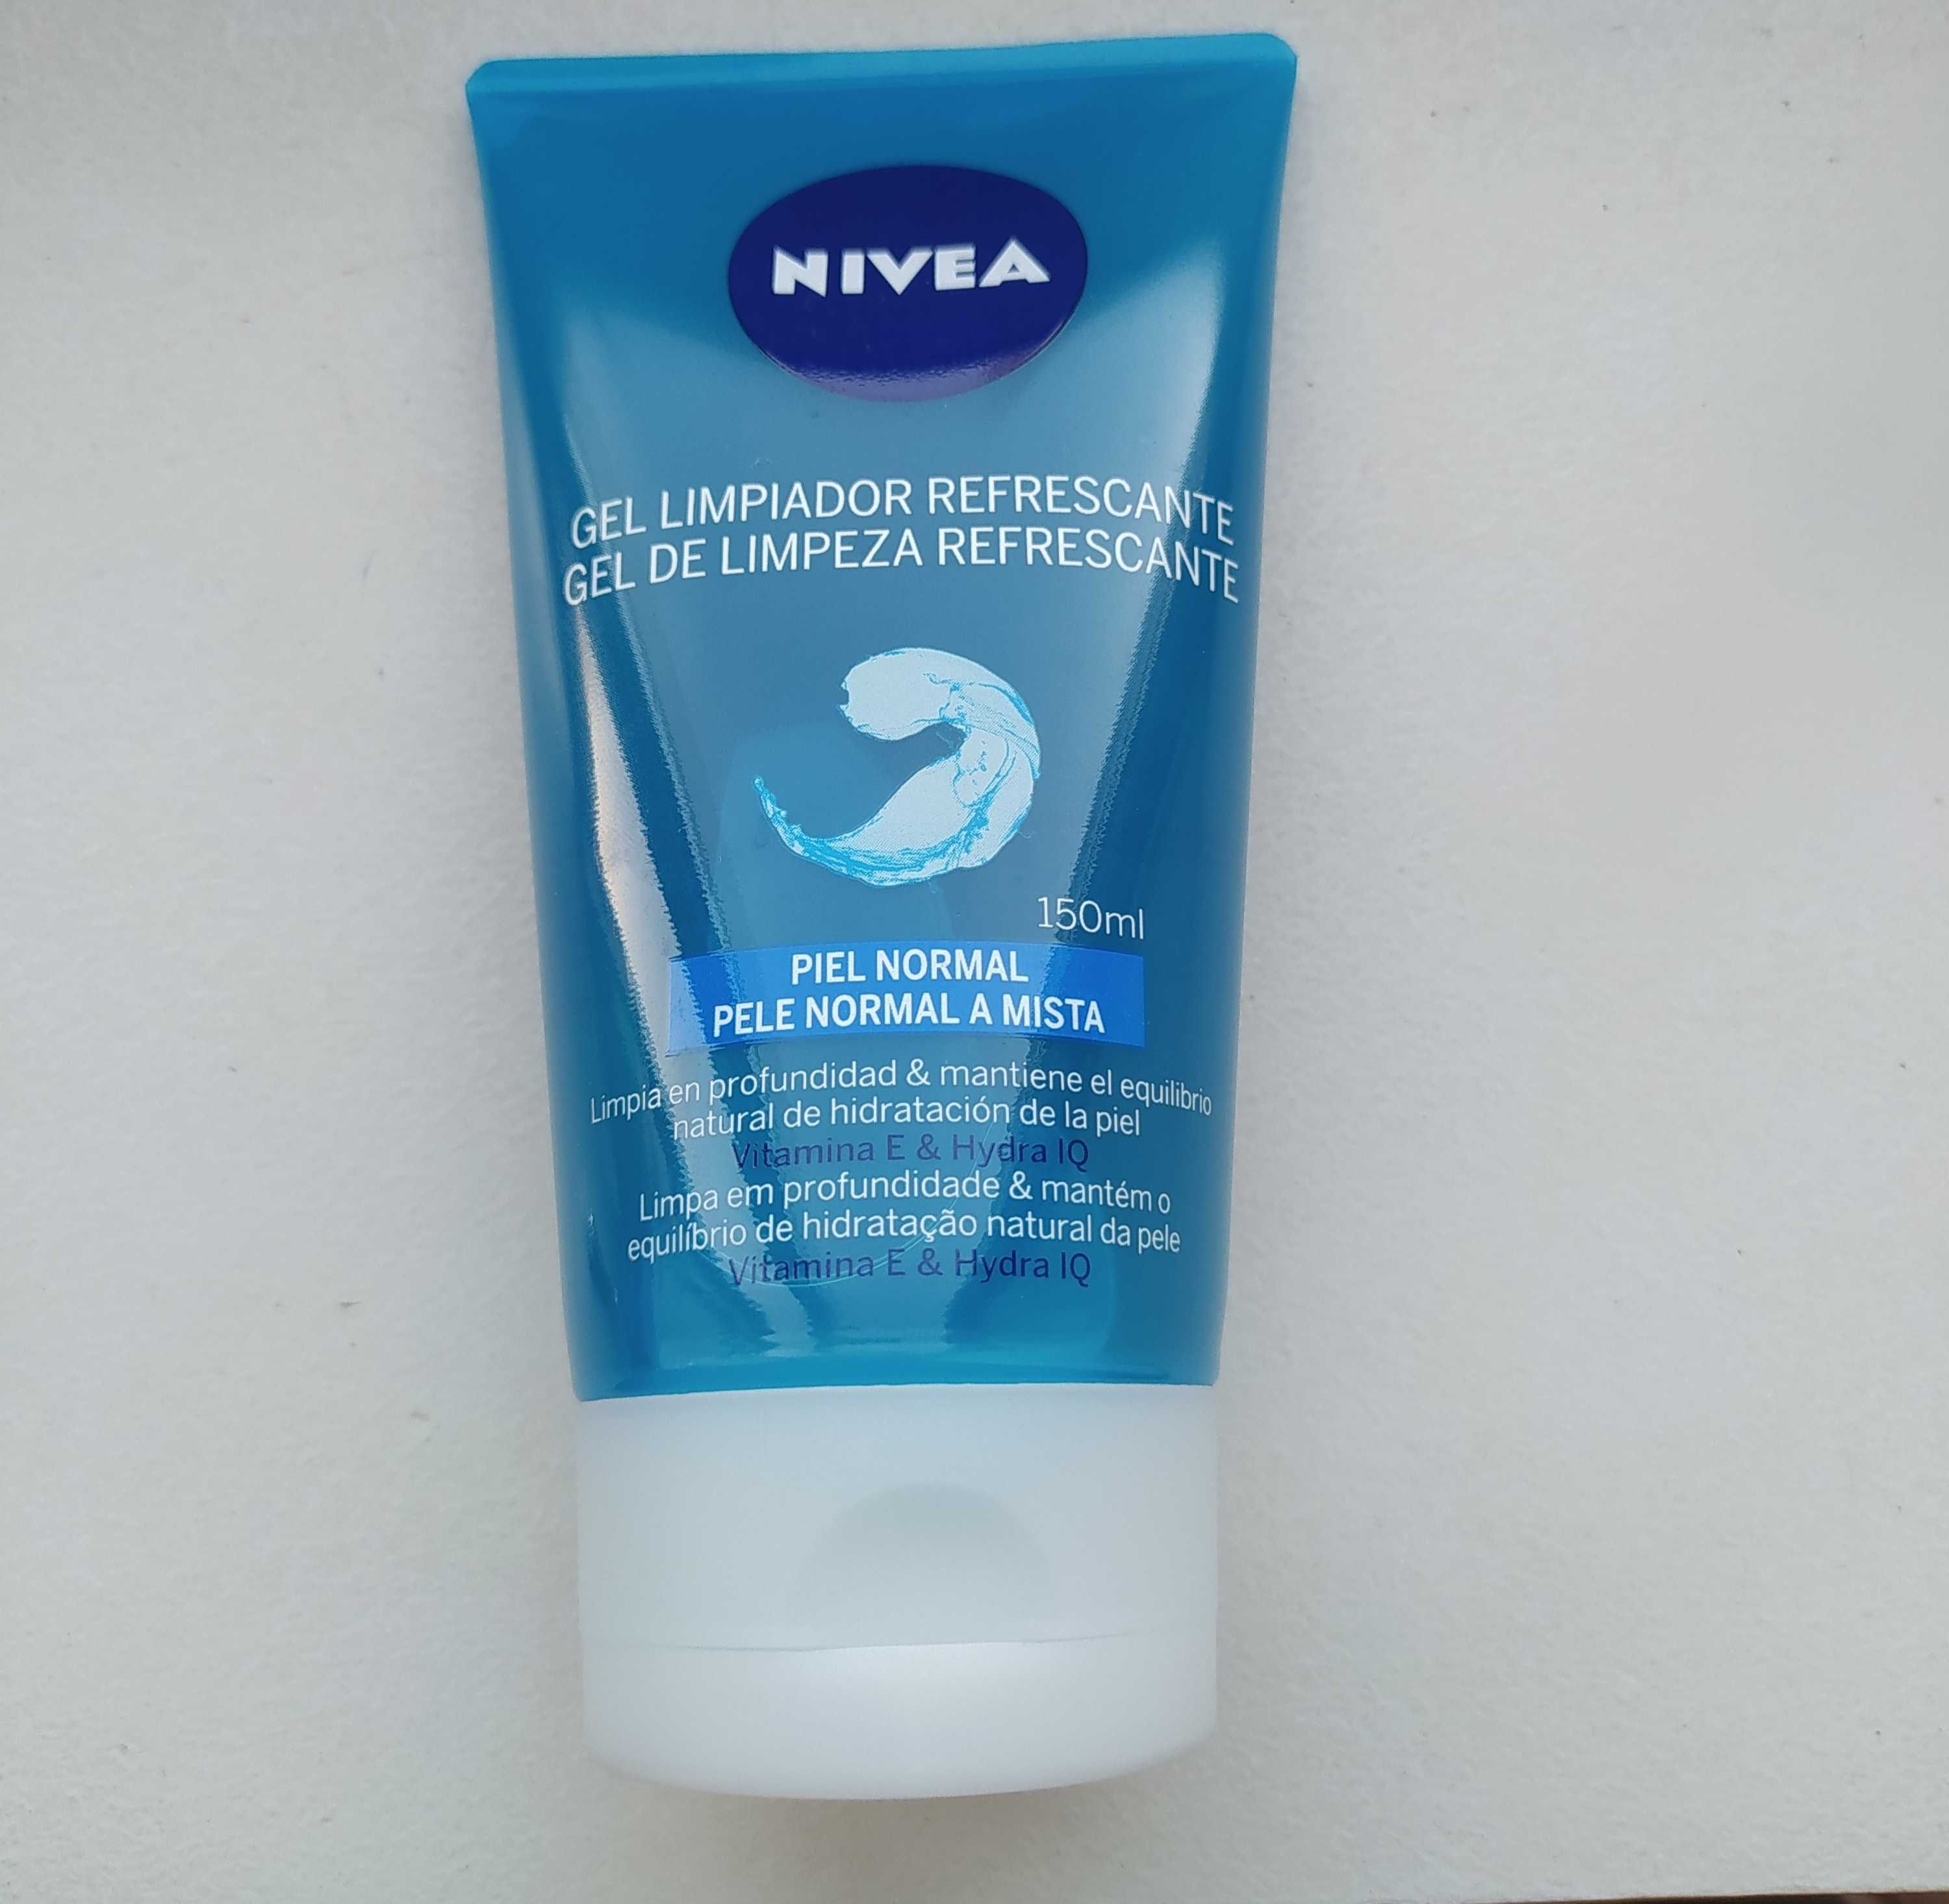 NIVEA
GEL LIMPIADOR REFRESCANTE
GEL DE LIMPEZA REFRESCANTE
150ml
PIEL NORMAL
PELE NORMAL A MISTA
Limpia en profundidad & mantiene el equilibrio
natural de hidratación de la piel
Vitamina E & Hydra IQ
Limpa em profundidade & mantém o
equilíbrio de hidratação natural da pele
Vitamina E & Hydra IQ